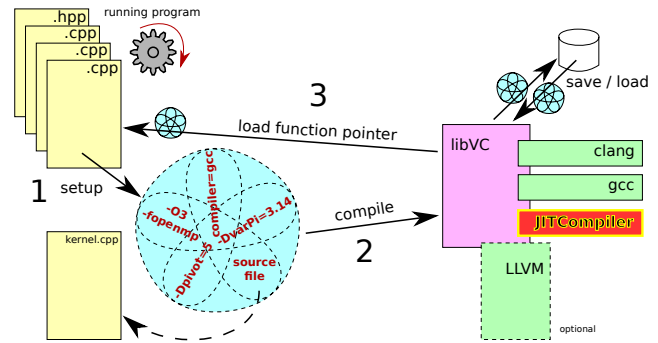 .hpp
.cpp
.cpp
.cpp
running program
save / load
3
load function pointer
libVC
clang
gcc
JITCompiler
LLVM
optional
1
setup
compiler=gcc
-O3
-fopenmp
-DvarPi=3.14
-Dpivot=5
source
file
compile
2
kernel.cpp